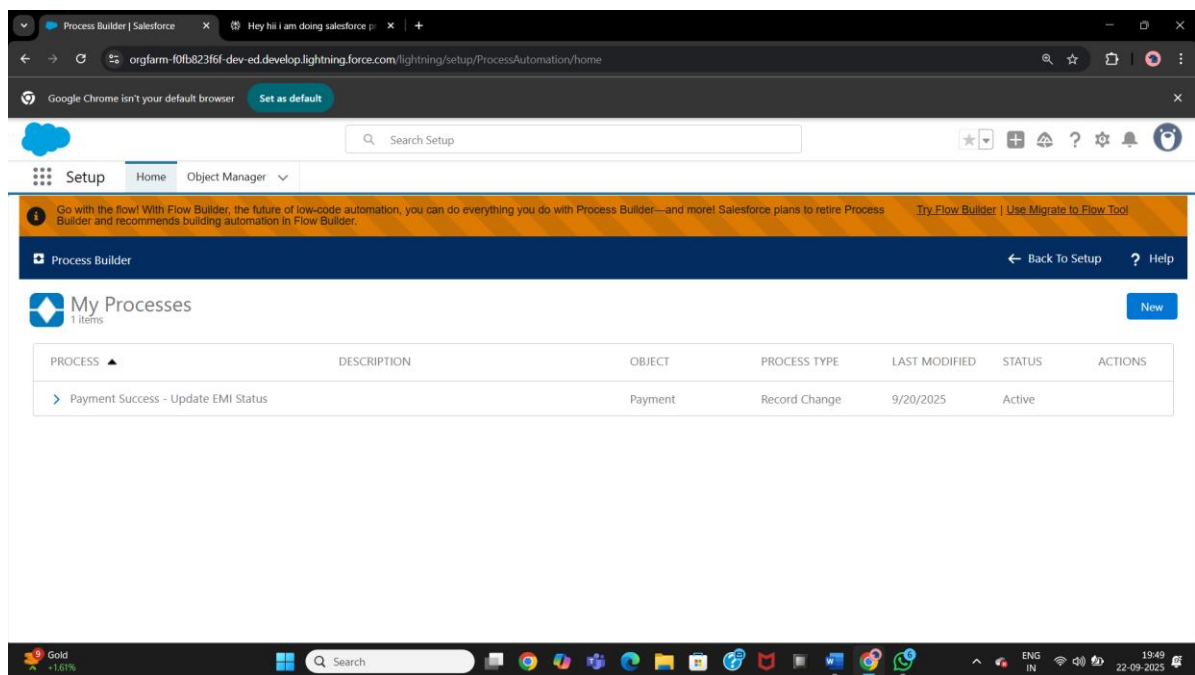 Process Builder | Salesforce
Hey hii i am doing salesforce p
orgfarm-f0fb823f6f-dev-ed.develop.lightning.force.com/lightning/setup/ProcessAutomation/home
Google Chrome isn't your default browser
Set as default
Search Setup
Setup
Home
Object Manager
Go with the flow! With Flow Builder, the future of low-code automation, you can do everything you do with Process Builder—and more! Salesforce plans to retire Process
Builder and recommends building automation in Flow Builder.
Try Flow Builder | Use Migrate to Flow Tool
Process Builder
Back To Setup
? Help
My Processes
1 items
New
PROCESS DESCRIPTION OBJECT PROCESS TYPE LAST MODIFIED STATUS ACTIONS
Payment Success - Update EMI Status Payment Record Change 9/20/2025 Active
9
Gold
+1.61%
Search
ENG
IN
19:49
22-09-2025